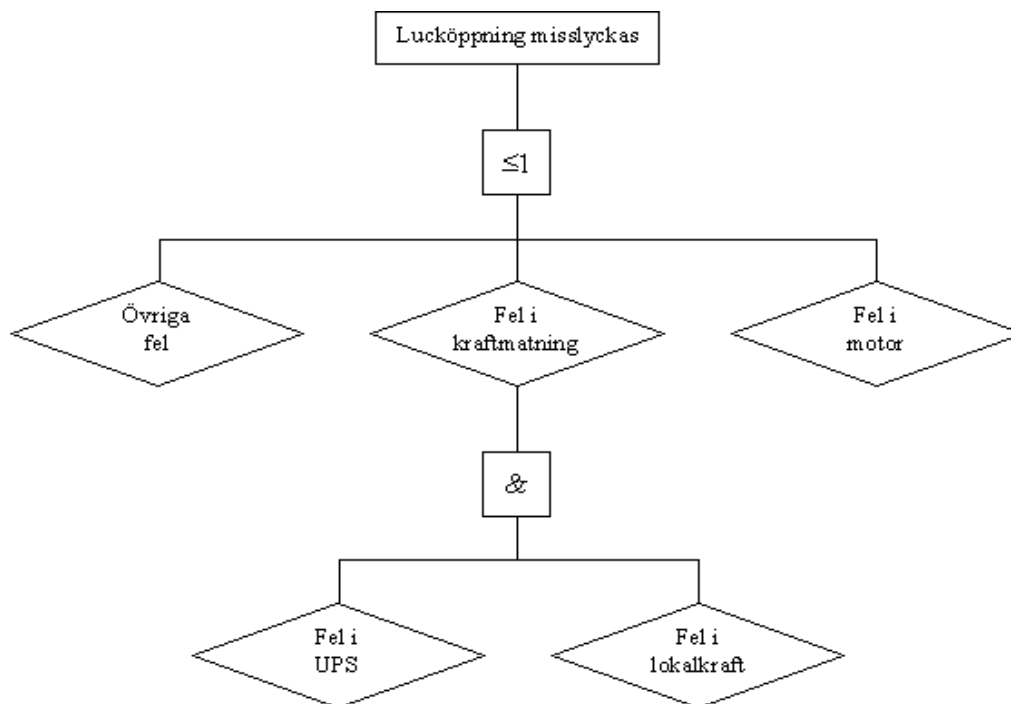 Lucköppning misslyckas
≤1
Övriga
fel
Fel i
kraftmatning
Fel i
motor
&
Fel i
UPS
Fel i
lokalkraft